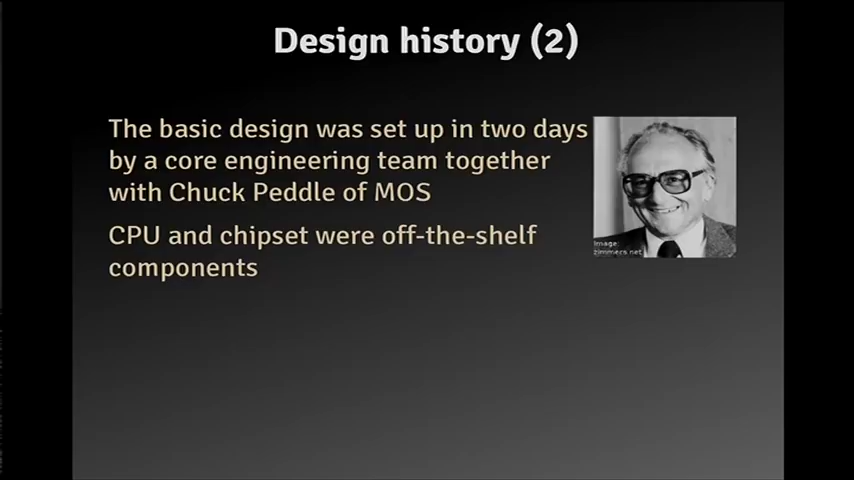 Design history (2)
The basic design was set up in two days
by a core engineering team together
with Chuck Peddle of MOS
CPU and chipset were off-the-shelf
components
Image:
zimmers.net